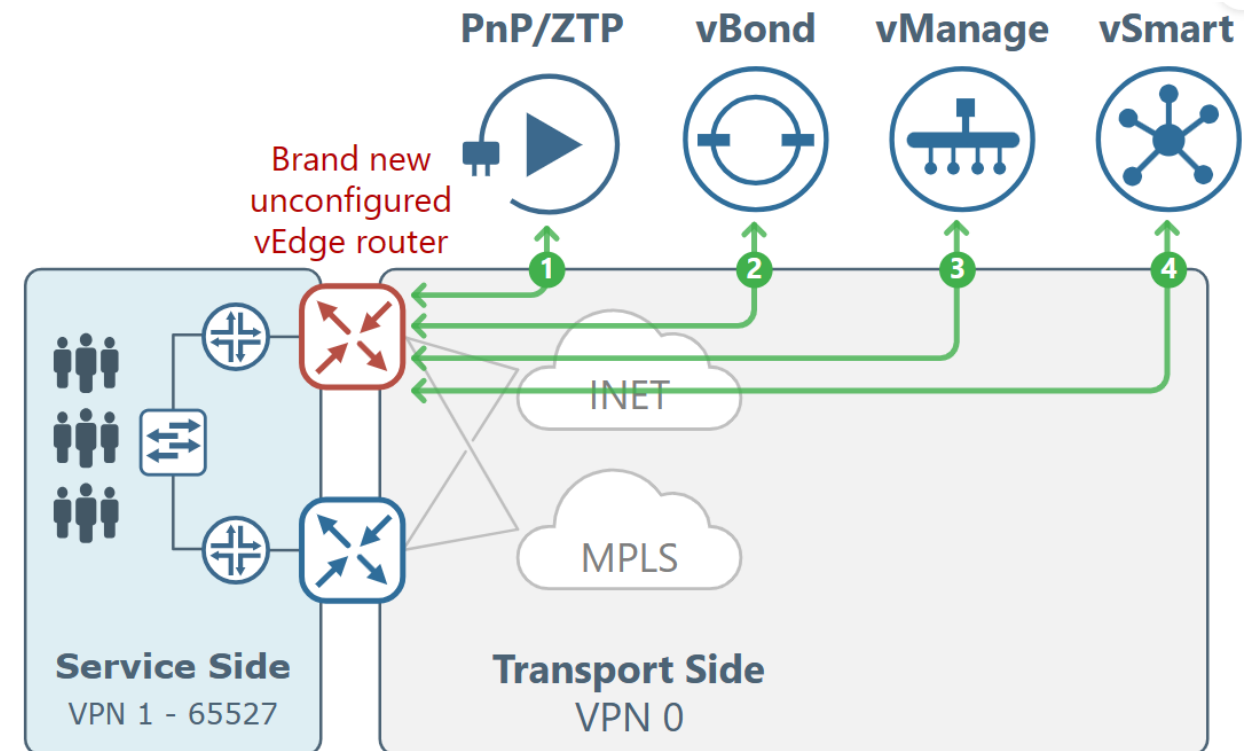 PnP/ZTP
vBond
vManage
vSmart
Brand new
unconfigured
vEdge router
1
2
3
4
INET
MPLS
Service Side
VPN 1 - 65527
Transport Side
VPN 0